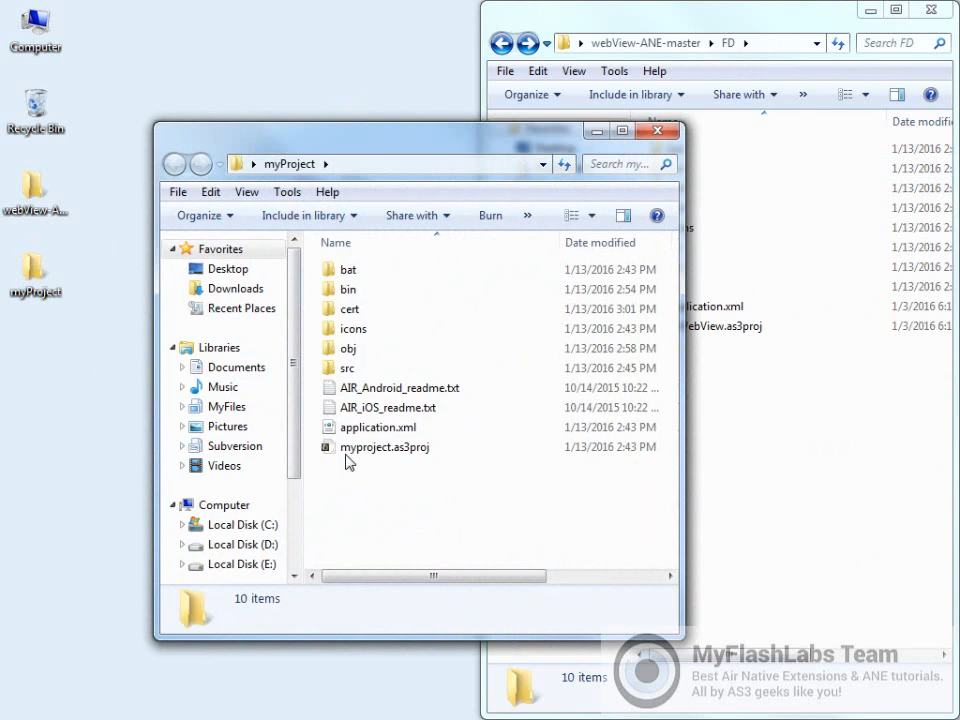 Computer
Recycle Bin
webView-A...
myProject
webView-ANE-master
FD
Search FD
File
Edit
View
Tools
Help
Organize
Include in library
Share with
»
Date modifi
1/13/2016 2:
1/13/2016 2:
1/13/2016 2:
1/13/2016 2:
ns
1/13/2016 2:
1/13/2016 2:
1/13/2016 2:
1/13/2016 2:
lication.xml
1/3/2016 6:1
ebView.as3proj
1/3/2016 6:1
10 items
myProject
Search my...
File
Edit
View
Tools
Help
Organize
Include in library
Share with
Burn
»
Favorites
Desktop
Downloads
Recent Places
Libraries
Documents
Music
MyFiles
Pictures
Subversion
Videos
Computer
Local Disk (C:)
Local Disk (D:)
Local Disk (E:)
Name
Date modified
bat
1/13/2016 2:43 PM
bin
1/13/2016 2:54 PM
cert
1/13/2016 3:01 PM
icons
1/13/2016 2:43 PM
obj
1/13/2016 2:58 PM
src
1/13/2016 2:45 PM
AIR_Android_readme.txt
10/14/2015 10:22 ...
AIR_iOS_readme.txt
10/14/2015 10:22 ...
application.xml
1/13/2016 2:43 PM
myproject.as3proj
1/13/2016 2:43 PM
10 items
MyFlashLabs Team
Best Air Native Extensions & ANE tutorials.
All by AS3 geeks like you!